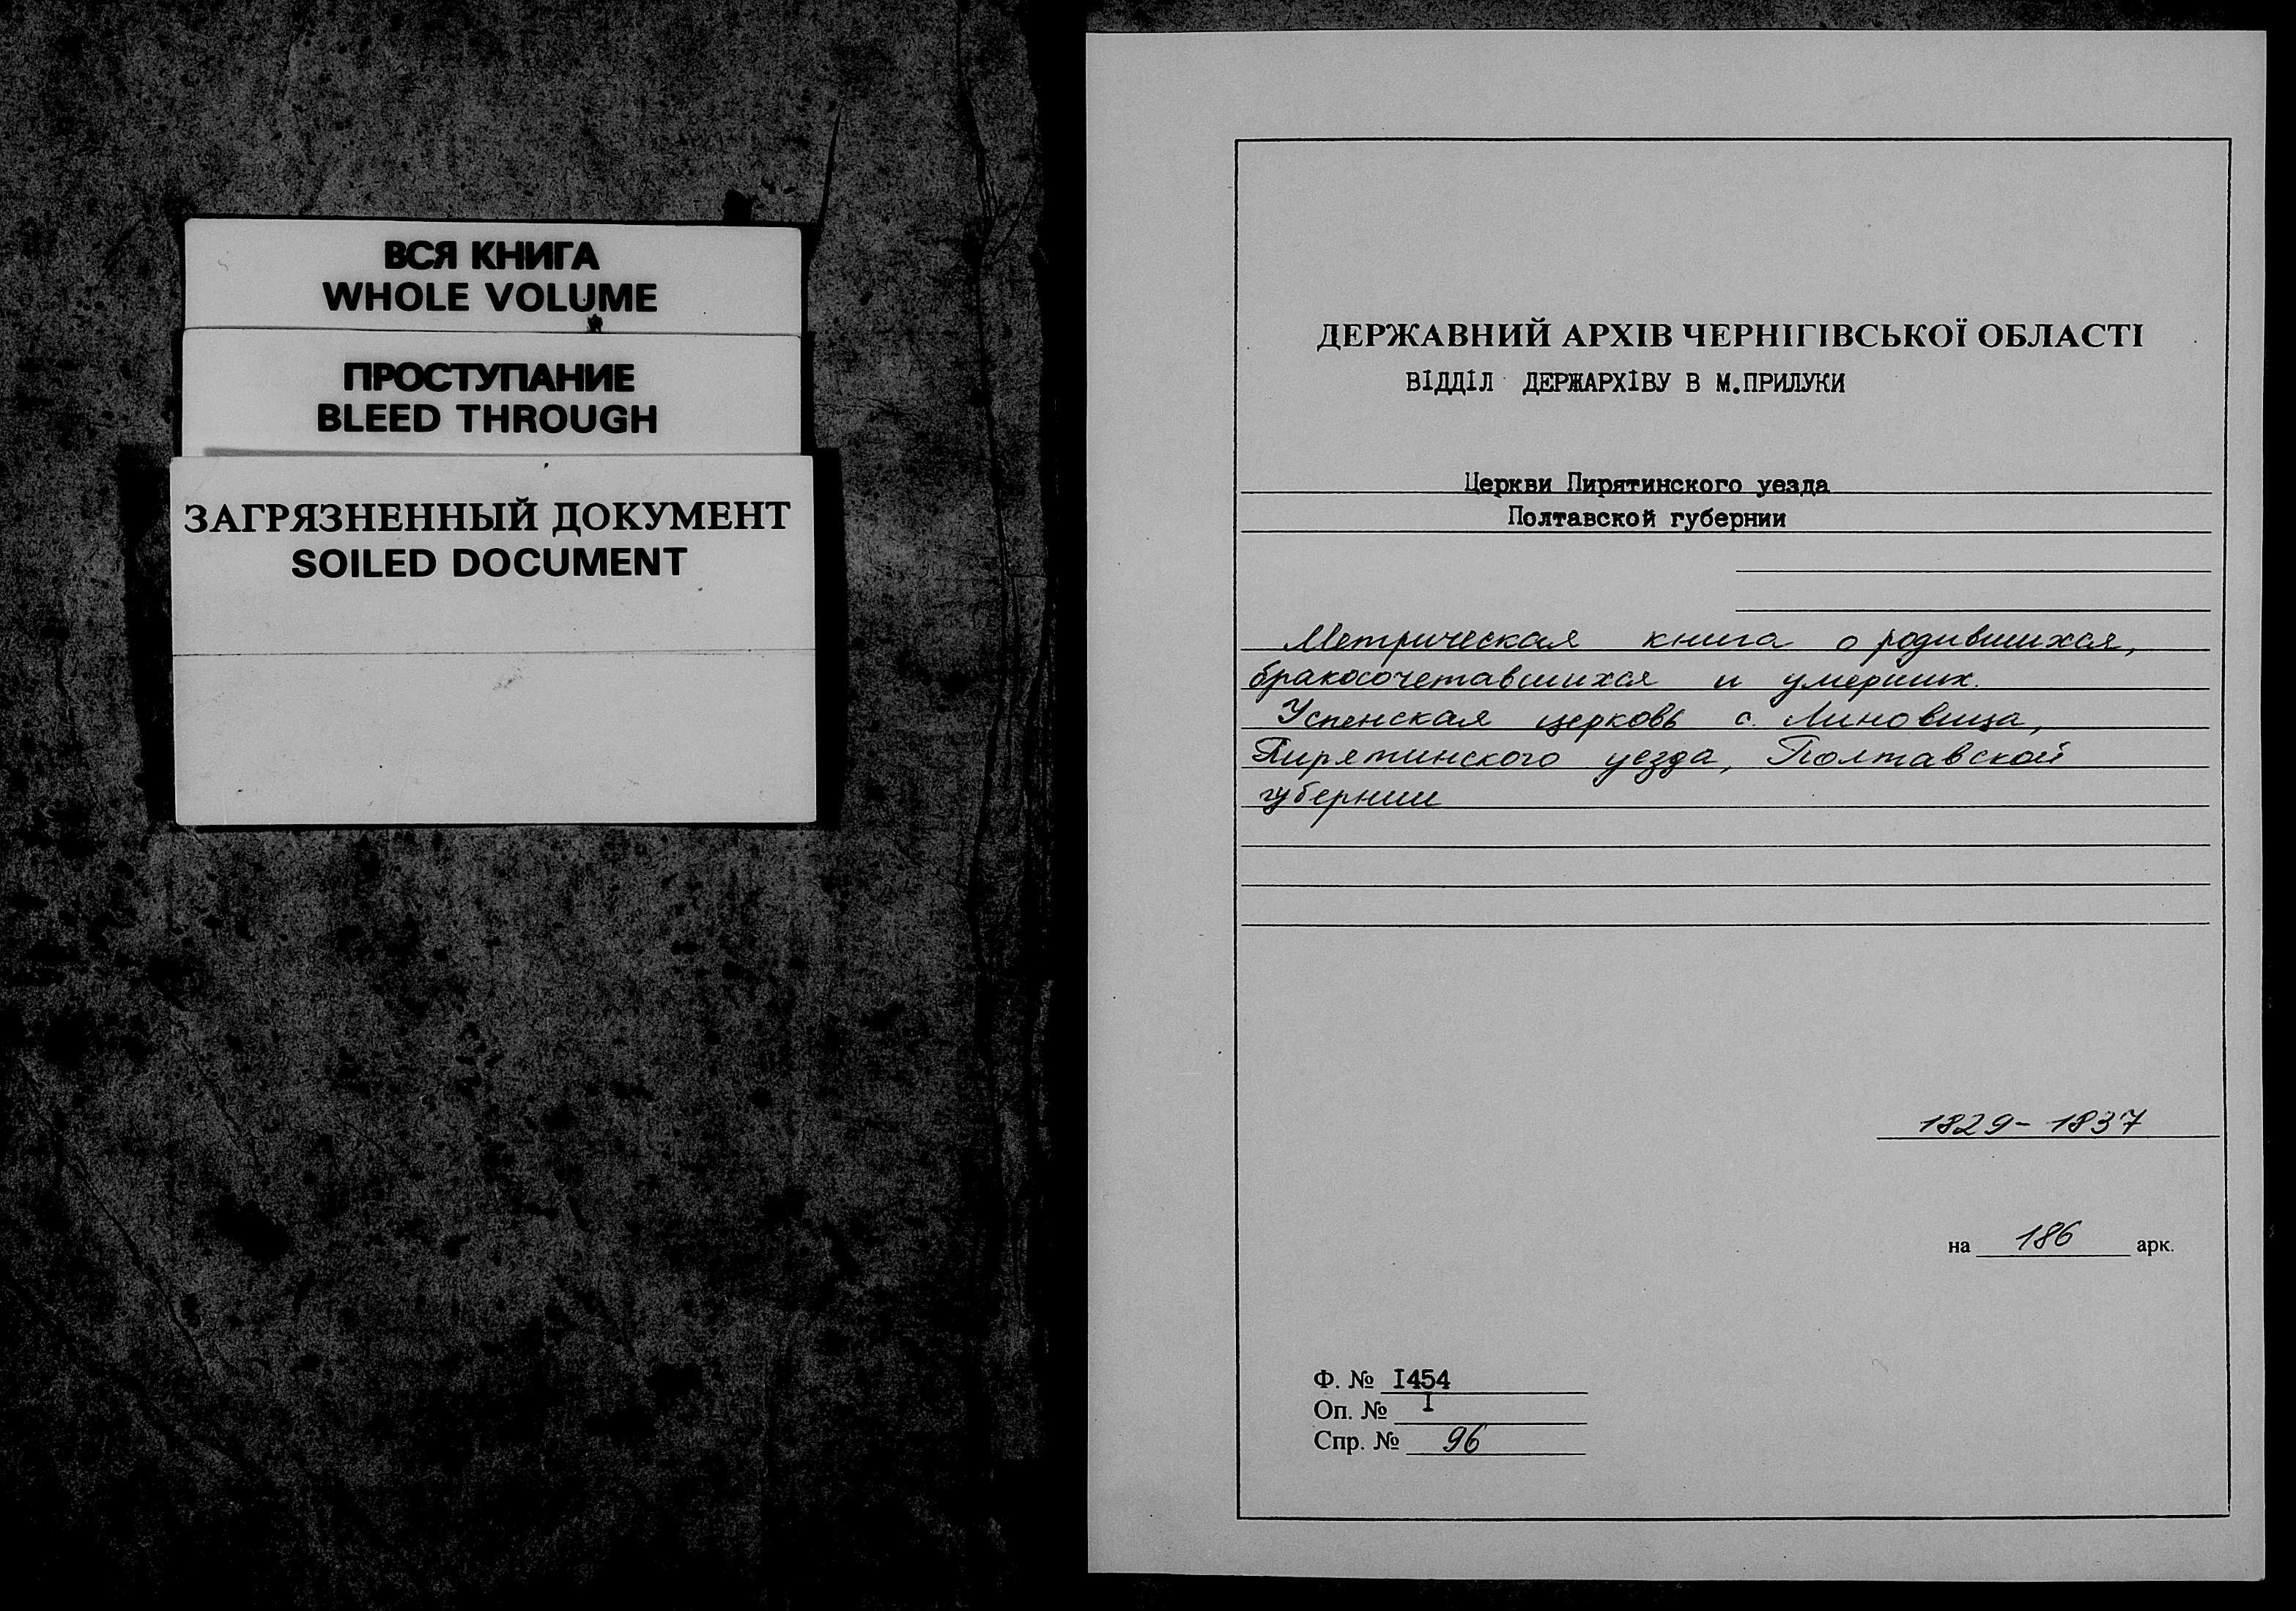 ВСЯ КНИГА
WHOLE VOLUME
ПРОСТУПАНИЕ
BLEED THROUGH
ЗАГРЯЗНЕННЫЙ ДОКУМЕНТ
SOILED DOCUMENT
ДЕРЖАВНИЙ АРХІВ ЧЕРНІГІВСЬКОЇ ОБЛАСТІ
ВІДДІЛ ДЕРЖАРХІВУ В М.ПРИЛУКИ
Церкви Пирятинского уезда
Полтавской губернии
Метрическая книга о родившихся,
бракосочетавшихся и умерших.
Успенская церковь с. Линовица,
Пирятинского уезда, Полтавской
губернии
1829-1837
на 186 арк.
Ф. № I454
Оп. № I
Спр. № 96